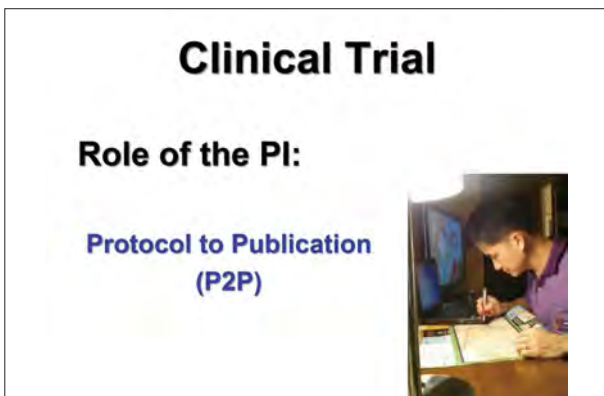 Clinical Trial
Role of the PI:
Protocol to Publication
(P2P)